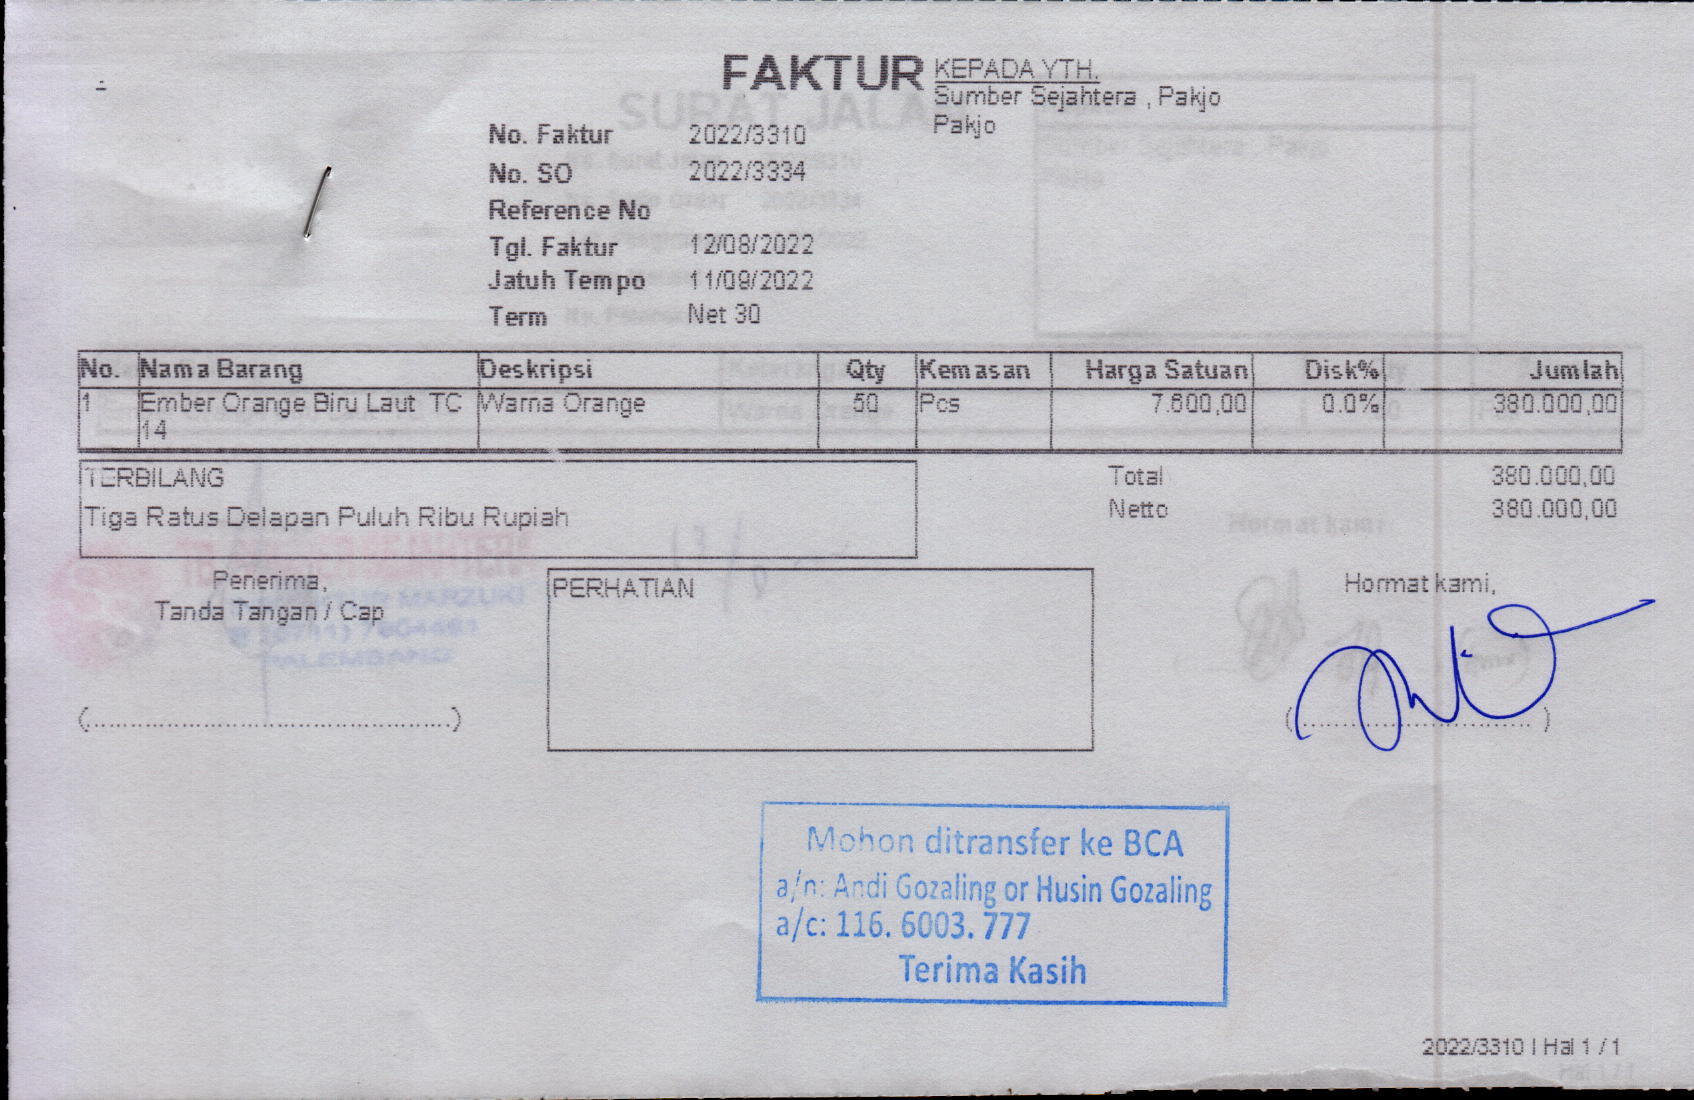 FAKTUR
KEPADA YTH.
Sumber Sejahtera , Pakjo
Pakjo
No. Faktur 2022/3310
No. SO 2022/3334
Reference No
Tgl. Faktur 12/08/2022
Jatuh Tempo 11/09/2022
Term Net 30
No. Nama Barang Deskripsi Qty Kemasan Harga Satuan Disk% Jumlah
1 Ember Orange Biru Laut TC Warna Orange 50 Pcs 7.600,00 0.0% 380.000,00
14
TERBILANG
Tiga Ratus Delapan Puluh Ribu Rupiah
Total 380.000,00
Netto 380.000,00
Penerima,
Tanda Tangan / Cap
PERHATIAN
Hormat kami,
(................................................)
(................................)
Mohon ditransfer ke BCA
a/n: Andi Gozaling or Husin Gozaling
a/c: 116. 6003. 777
Terima Kasih
2022/3310 | Hal 1 / 1